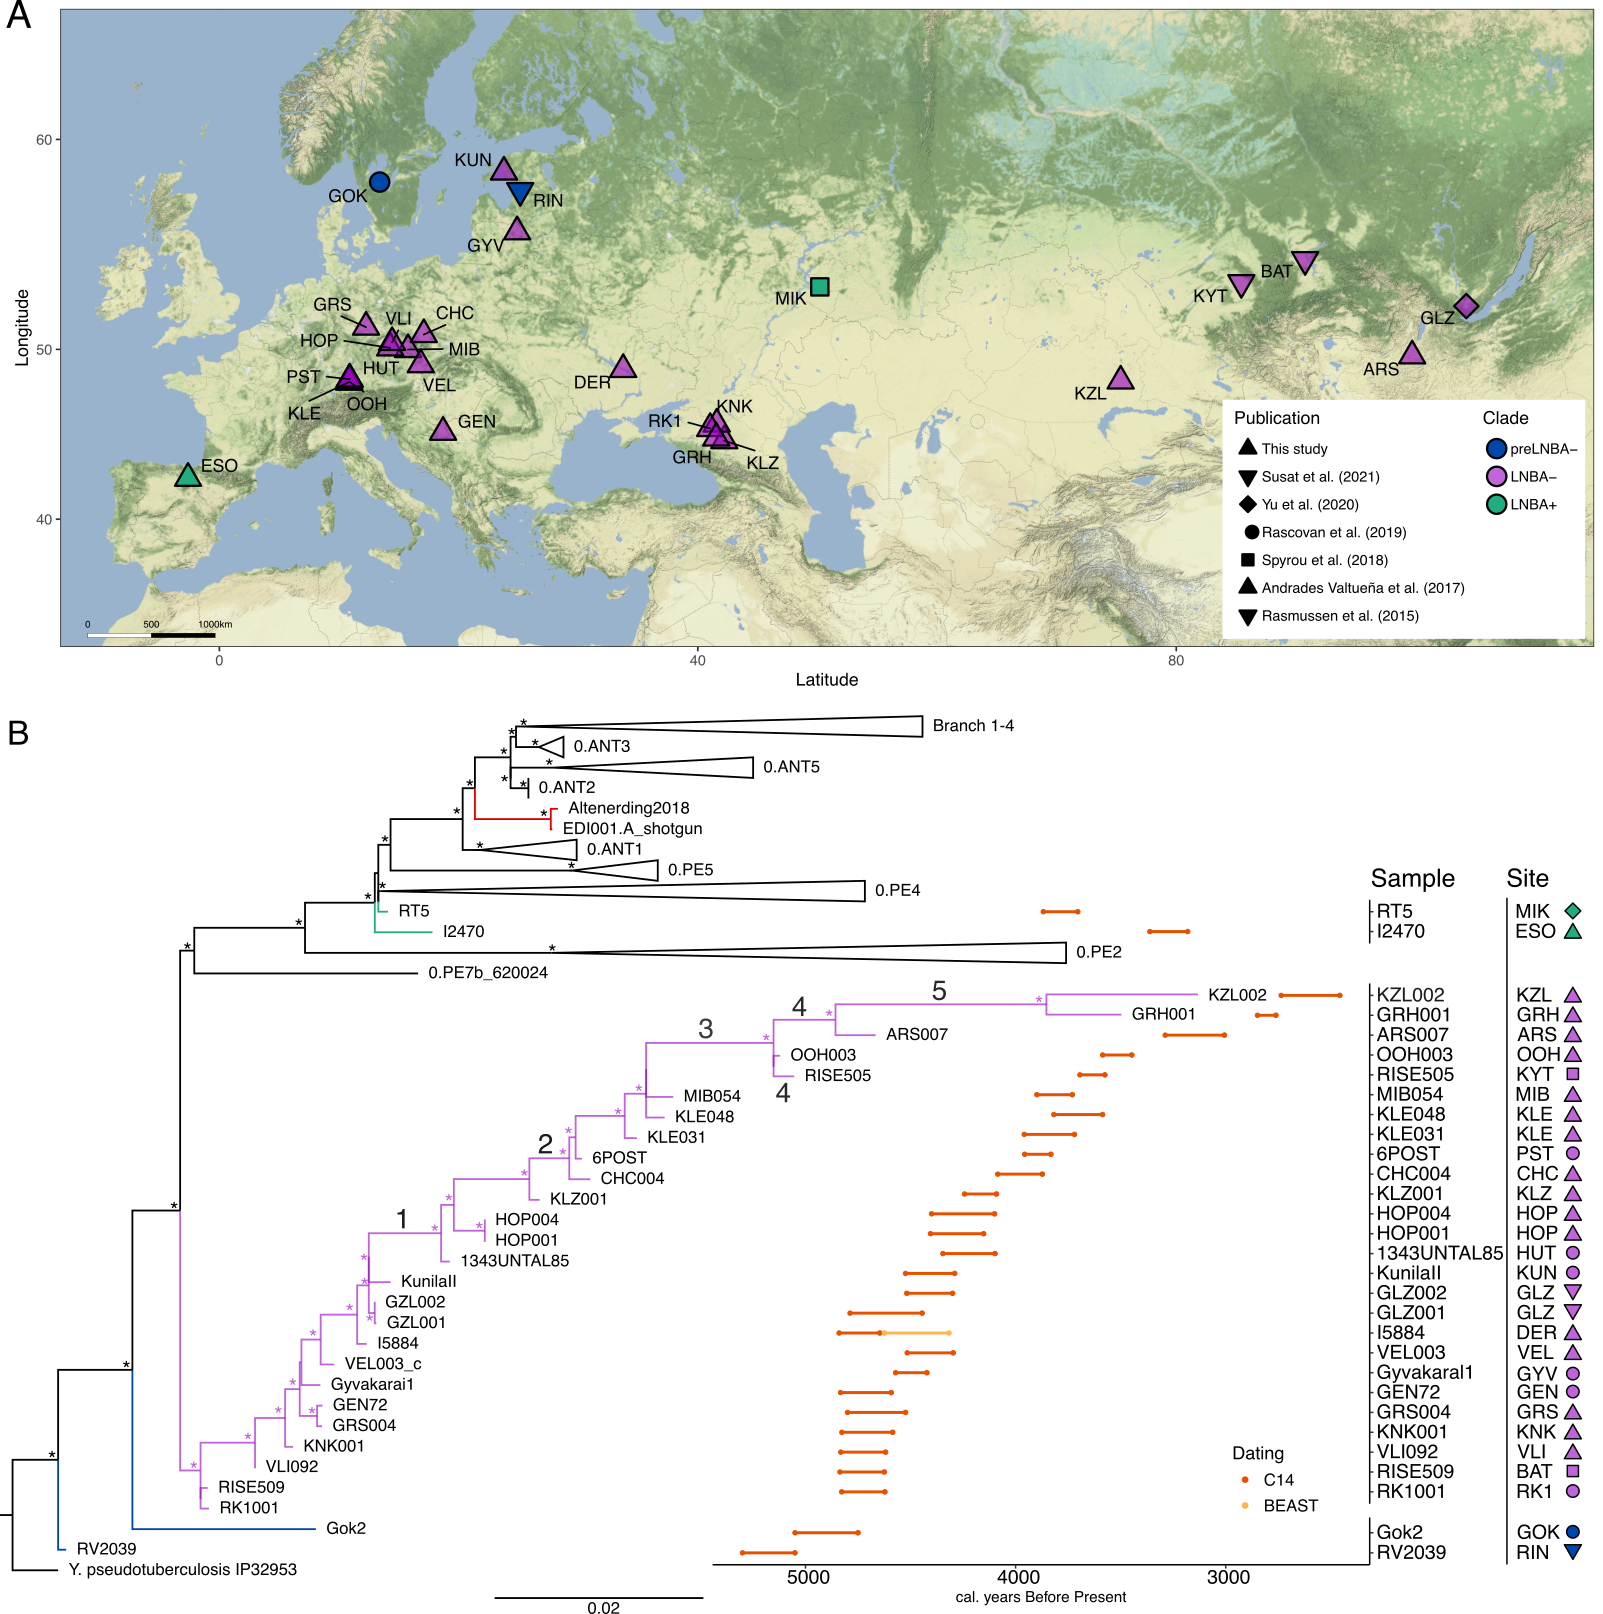 A
60
50
40
Longitude
0
40
80
Latitude
0
500
1000km
KUN
GOK
RIN
GYV
GRS
VLI
CHC
HOP
MIB
HUT
PST
VEL
KLE
OOH
GEN
ESO
MIK
DER
RK1
KNK
GRH
KLZ
KZL
KYT
BAT
GLZ
ARS
Publication
This study
Susat et al. (2021)
Yu et al. (2020)
Rascovan et al. (2019)
Spyrou et al. (2018)
Andrades Valtueña et al. (2017)
Rasmussen et al. (2015)
Clade
preLNBA−
LNBA−
LNBA+
B
Branch 1-4
0.ANT3
0.ANT5
0.ANT2
Altenerding2018
EDI001.A_shotgun
0.ANT1
0.PE5
0.PE4
RT5
I2470
0.PE2
0.PE7b_620024
5
KZL002
4
GRH001
3
ARS007
OOH003
RISE505
4
MIB054
KLE048
KLE031
2
6POST
CHC004
KLZ001
1
HOP004
HOP001
1343UNTAL85
KunilaII
GZL002
GZL001
I5884
VEL003_c
Gyvakarai1
GEN72
GRS004
KNK001
VLI092
RISE509
RK1001
Gok2
RV2039
Y. pseudotuberculosis IP32953
0.02
Sample Site
RT5 MIK
I2470 ESO
KZL002 KZL
GRH001 GRH
ARS007 ARS
OOH003 OOH
RISE505 KYT
MIB054 MIB
KLE048 KLE
KLE031 KLE
6POST PST
CHC004 CHC
KLZ001 KLZ
HOP004 HOP
HOP001 HOP
1343UNTAL85 HUT
KunilaII KUN
GLZ002 GLZ
GLZ001 GLZ
I5884 DER
VEL003 VEL
Gyvakaral1 GYV
GEN72 GEN
GRS004 GRS
KNK001 KNK
VLI092 VLI
RISE509 BAT
RK1001 RK1
Gok2 GOK
RV2039 RIN
Dating
C14
BEAST
5000
4000
3000
cal. years Before Present